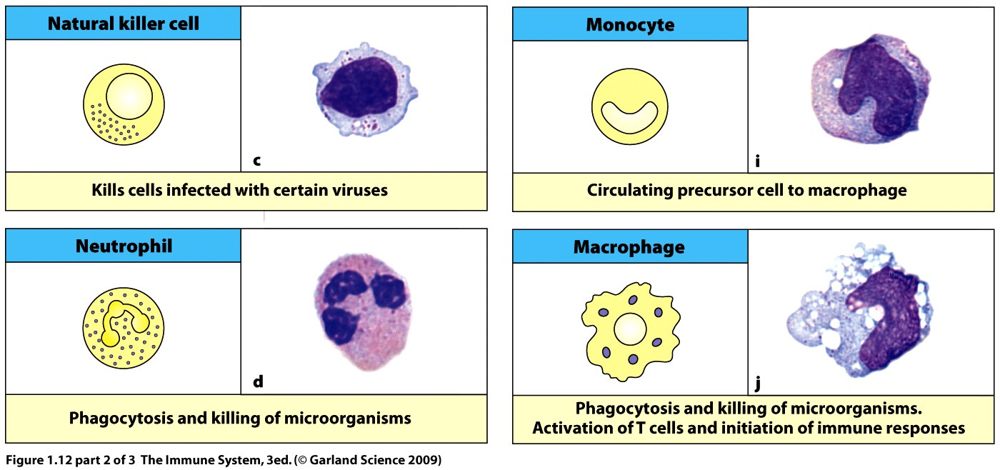 Natural killer cell
c
Kills cells infected with certain viruses
Monocyte
i
Circulating precursor cell to macrophage
Neutrophil
d
Phagocytosis and killing of microorganisms
Macrophage
j
Phagocytosis and killing of microorganisms.
Activation of T cells and initiation of immune responses
Figure 1.12 part 2 of 3 The Immune System, 3ed. (© Garland Science 2009)